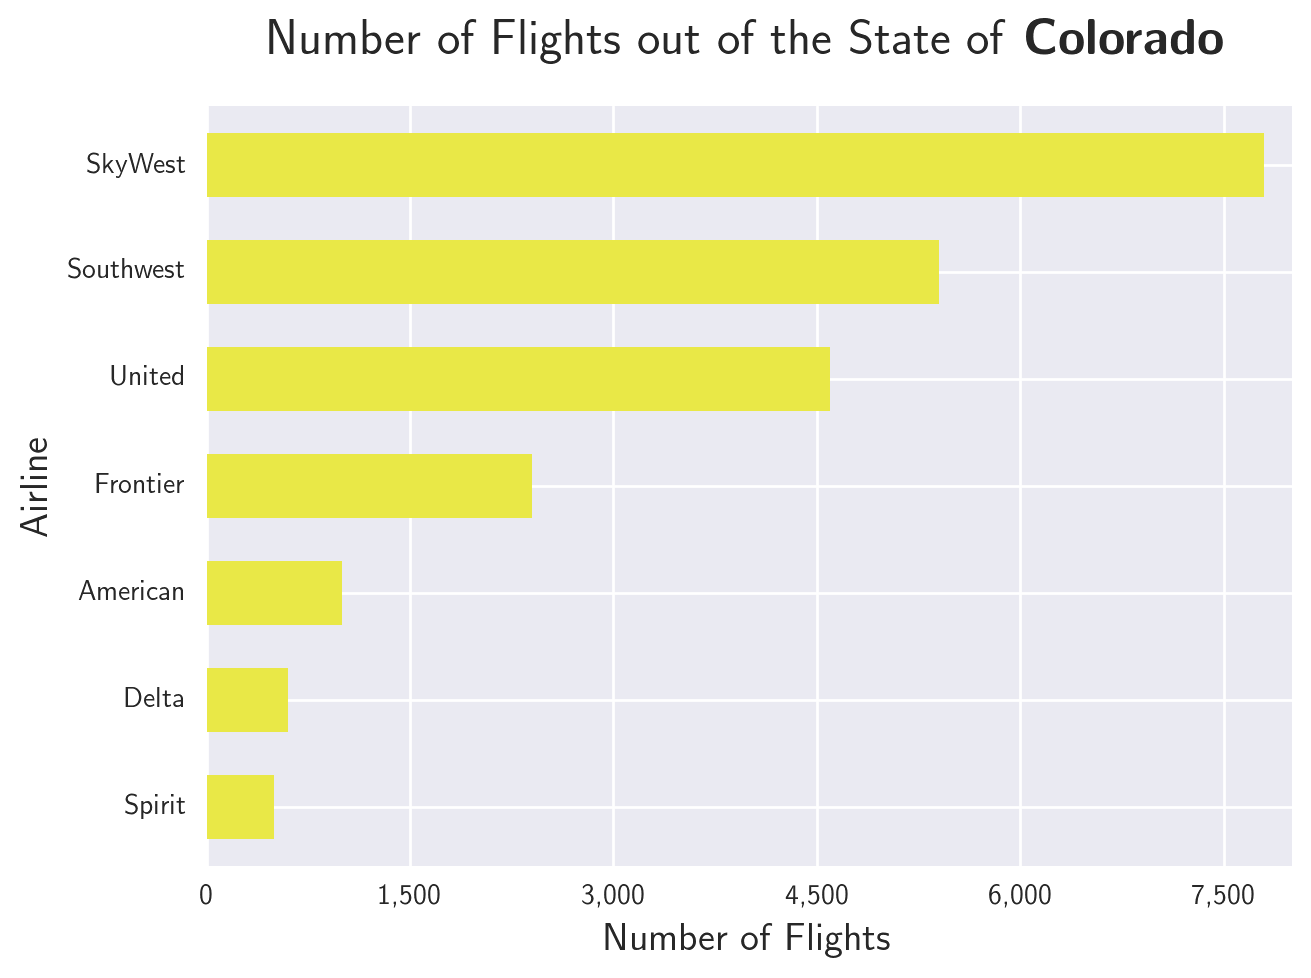 Number of Flights out of the State of Colorado
SkyWest
Southwest
United
Frontier
American
Delta
Spirit
Airline
0 1,500 3,000 4,500 6,000 7,500
Number of Flights